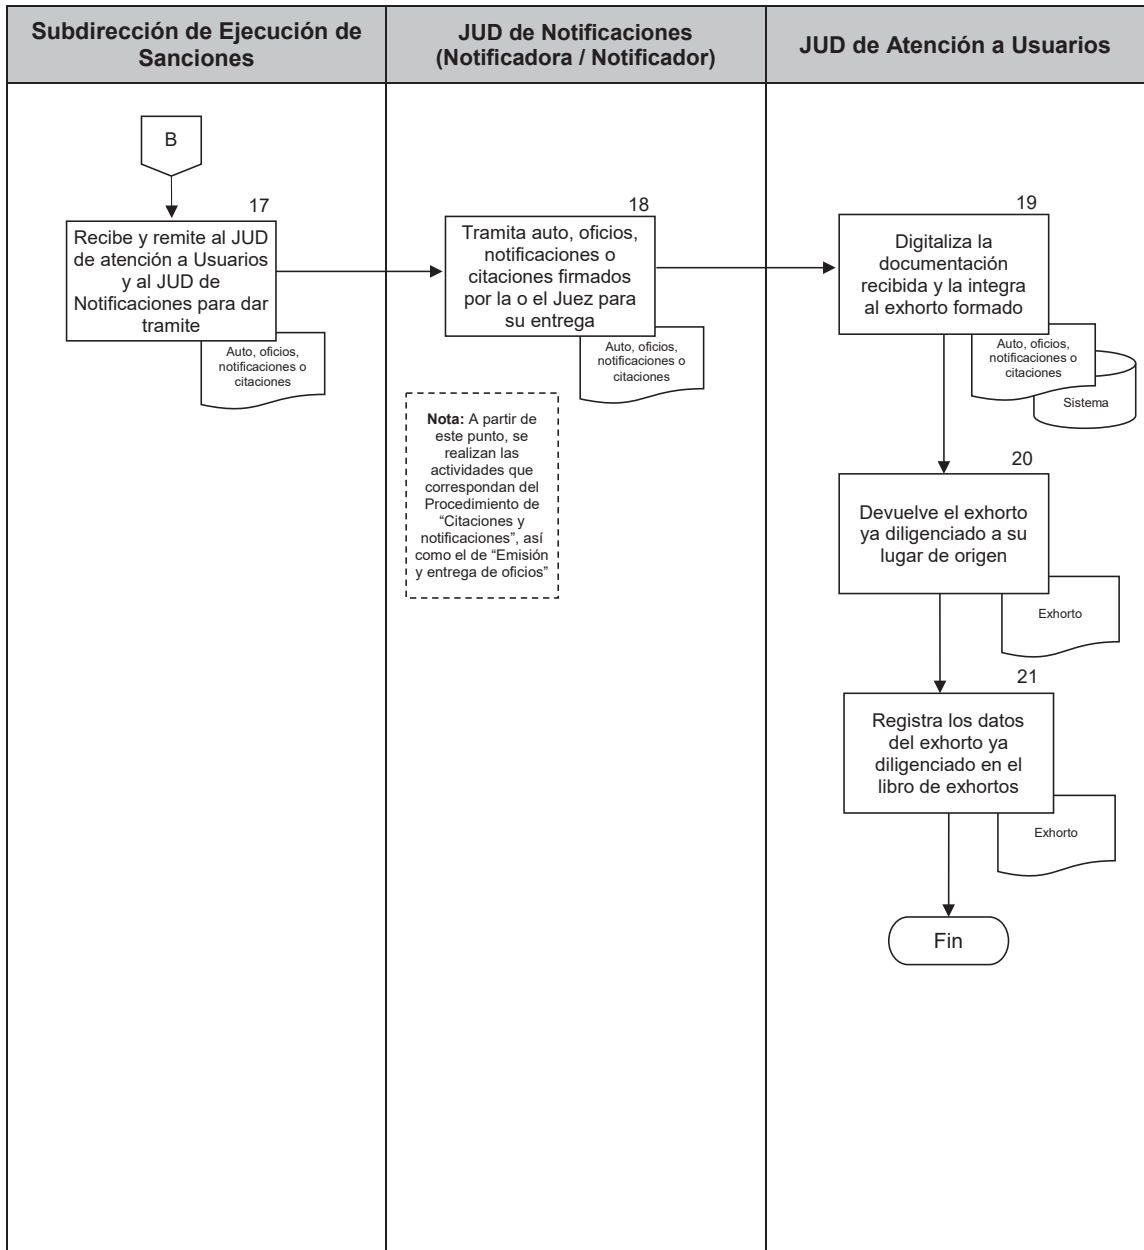 Subdirección de Ejecución de
Sanciones
JUD de Notificaciones
(Notificadora / Notificador)
JUD de Atención a Usuarios
B
17
Recibe y remite al JUD
de atención a Usuarios
y al JUD de
Notificaciones para dar
tramite
Auto, oficios,
notificaciones o
citaciones
18
Tramita auto, oficios,
notificaciones o
citaciones firmados
por la o el Juez para
su entrega
Auto, oficios,
notificaciones o
citaciones
Nota: A partir de
este punto, se
realizan las
actividades que
correspondan del
Procedimiento de
“Citaciones y
notificaciones”, así
como el de “Emisión
y entrega de oficios”
19
Digitaliza la
documentación
recibida y la integra
al exhorto formado
Auto, oficios,
notificaciones o
citaciones
Sistema
20
Devuelve el exhorto
ya diligenciado a su
lugar de origen
Exhorto
21
Registra los datos
del exhorto ya
diligenciado en el
libro de exhortos
Exhorto
Fin